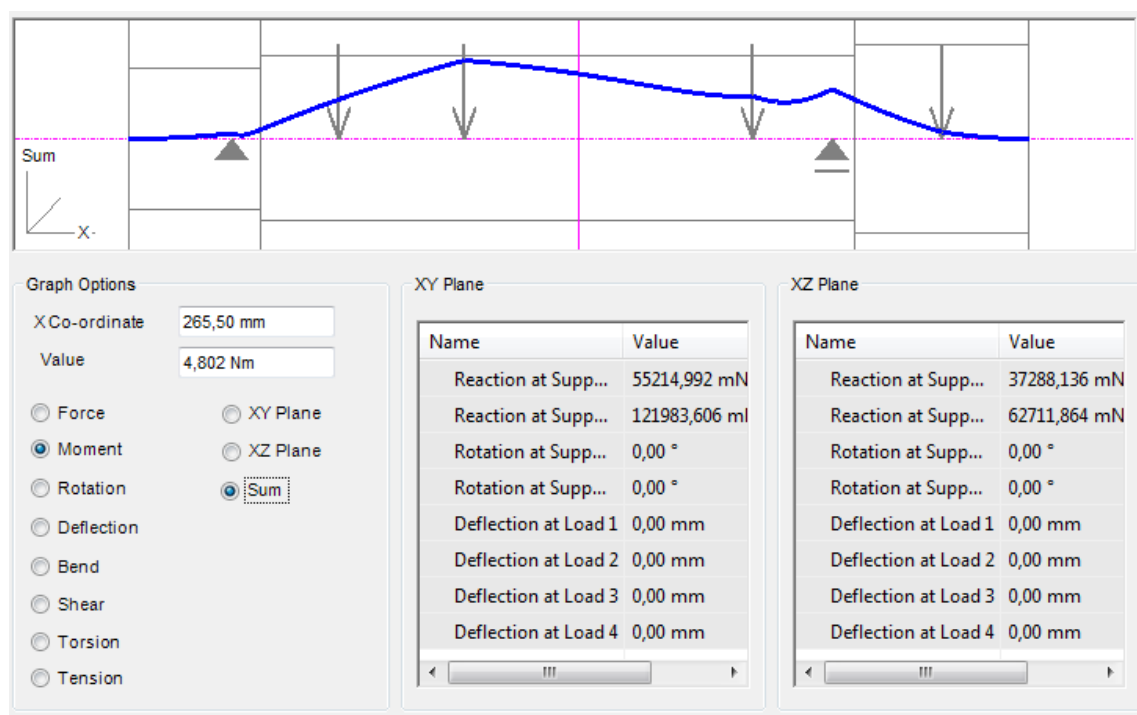 Sum
X-
Graph Options
X Co-ordinate 265,50 mm
Value 4,802 Nm
Force XY Plane
Moment XZ Plane
Rotation Sum
Deflection
Bend
Shear
Torsion
Tension
XY Plane
Name Value
Reaction at Supp... 55214,992 mN
Reaction at Supp... 121983,606 ml
Rotation at Supp... 0,00 °
Rotation at Supp... 0,00 °
Deflection at Load 1 0,00 mm
Deflection at Load 2 0,00 mm
Deflection at Load 3 0,00 mm
Deflection at Load 4 0,00 mm
XZ Plane
Name Value
Reaction at Supp... 37288,136 mN
Reaction at Supp... 62711,864 mN
Rotation at Supp... 0,00 °
Rotation at Supp... 0,00 °
Deflection at Load 1 0,00 mm
Deflection at Load 2 0,00 mm
Deflection at Load 3 0,00 mm
Deflection at Load 4 0,00 mm